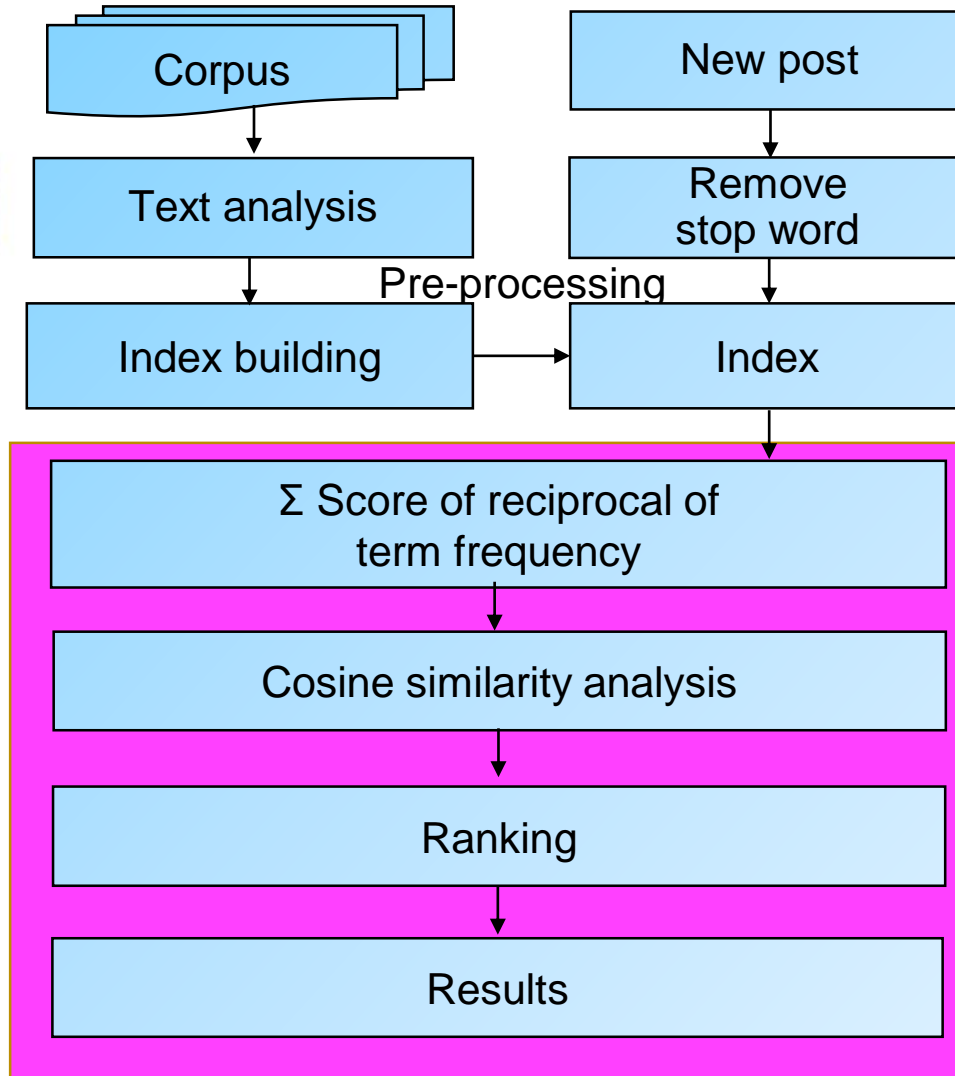 Corpus
New post
Text analysis
Remove
stop word
Pre-processing
Index building
Index
Σ Score of reciprocal of
term frequency
Cosine similarity analysis
Ranking
Results